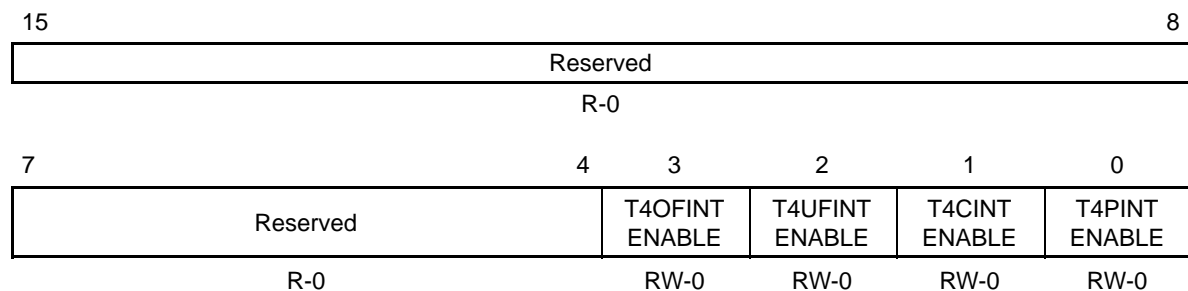 15 8
Reserved
R-0
7 4 3 2 1 0
Reserved T4OFINT ENABLE T4UFINT ENABLE T4CINT ENABLE T4PINT ENABLE
R-0 RW-0 RW-0 RW-0 RW-0